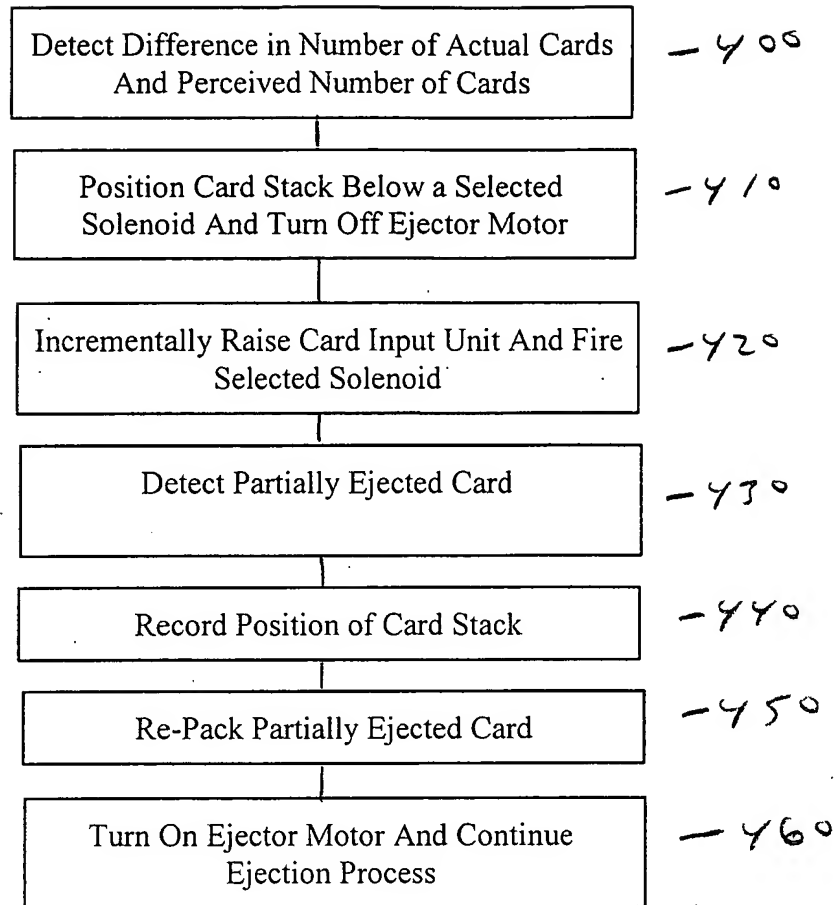 Detect Difference in Number of Actual Cards
And Perceived Number of Cards
-400
Position Card Stack Below a Selected
Solenoid And Turn Off Ejector Motor
-410
Incrementally Raise Card Input Unit And Fire
Selected Solenoid
-420
Detect Partially Ejected Card
-430
Record Position of Card Stack
-440
Re-Pack Partially Ejected Card
-450
Turn On Ejector Motor And Continue
Ejection Process
-460